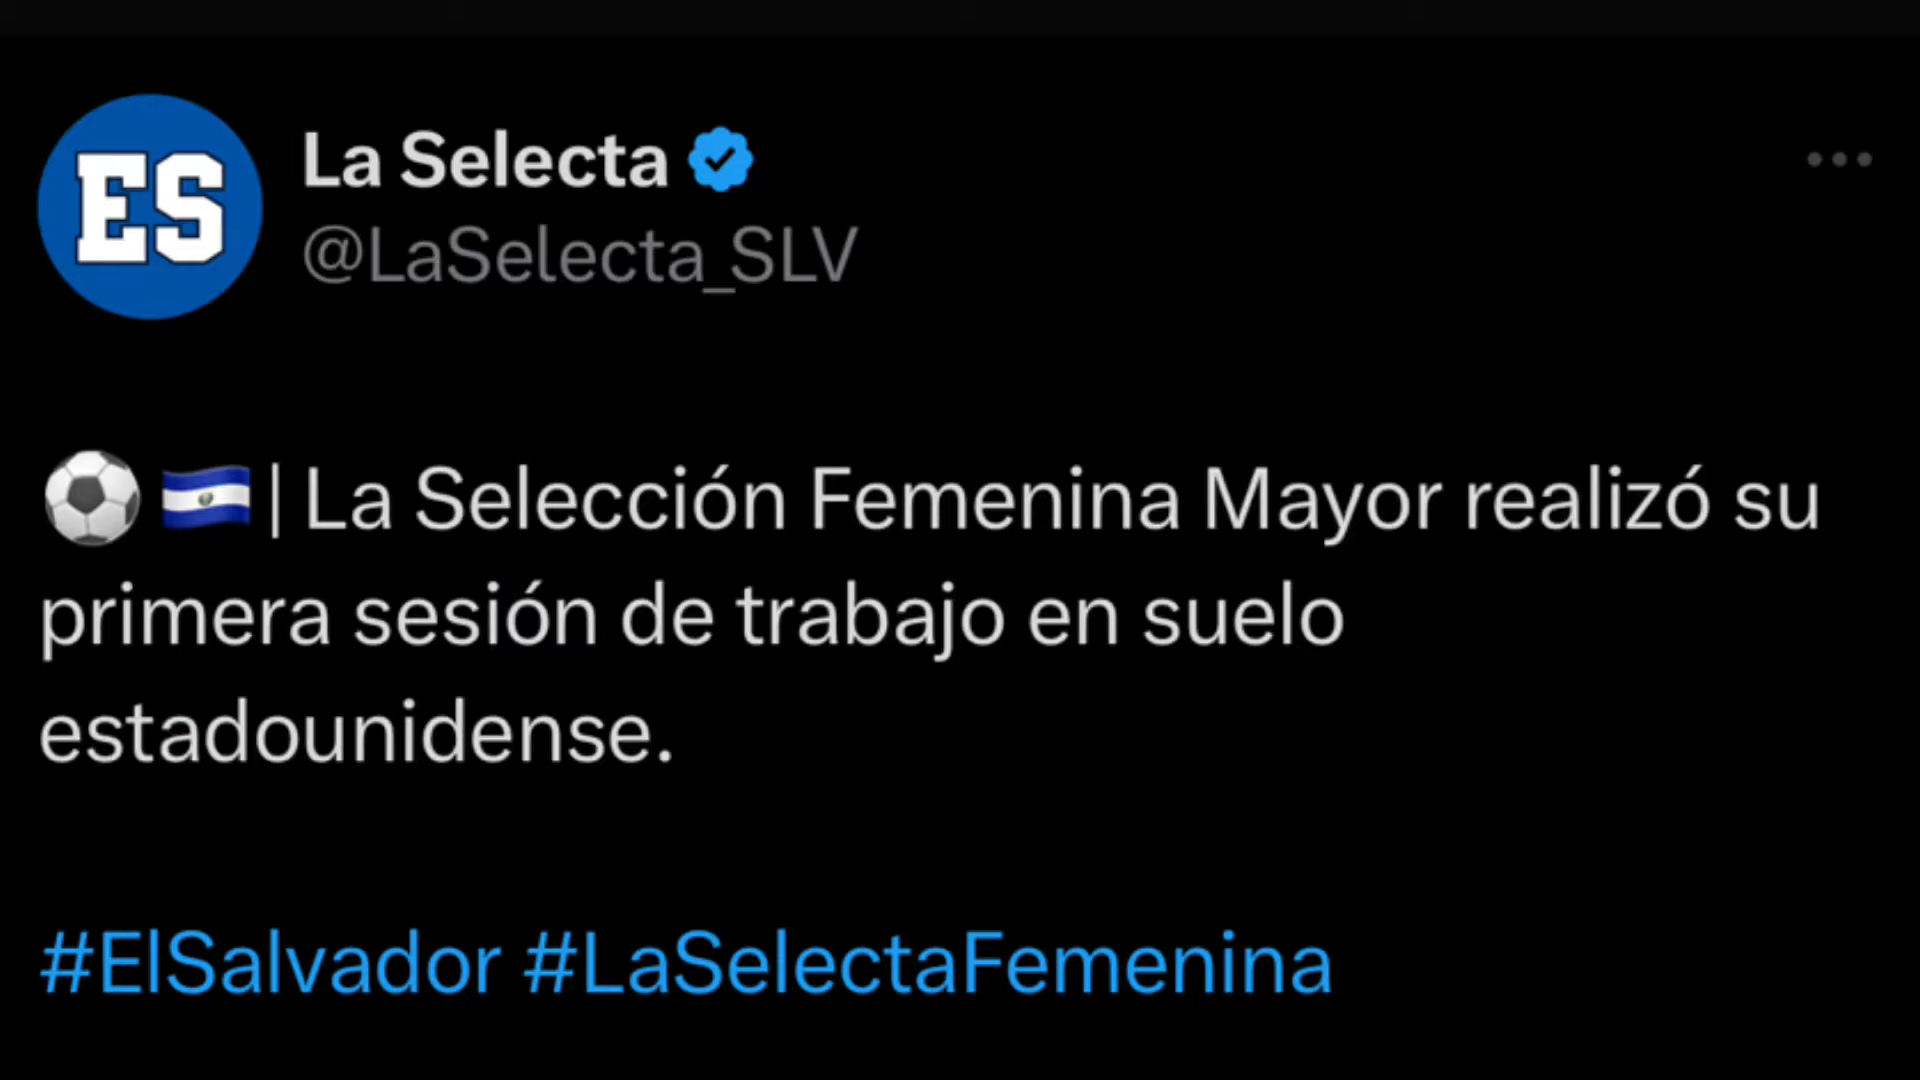 ES
La Selecta
@LaSelecta_SLV
⚽🇸🇻| La Selección Femenina Mayor realizó su
primera sesión de trabajo en suelo
estadounidense.
#ElSalvador #LaSelectaFemenina